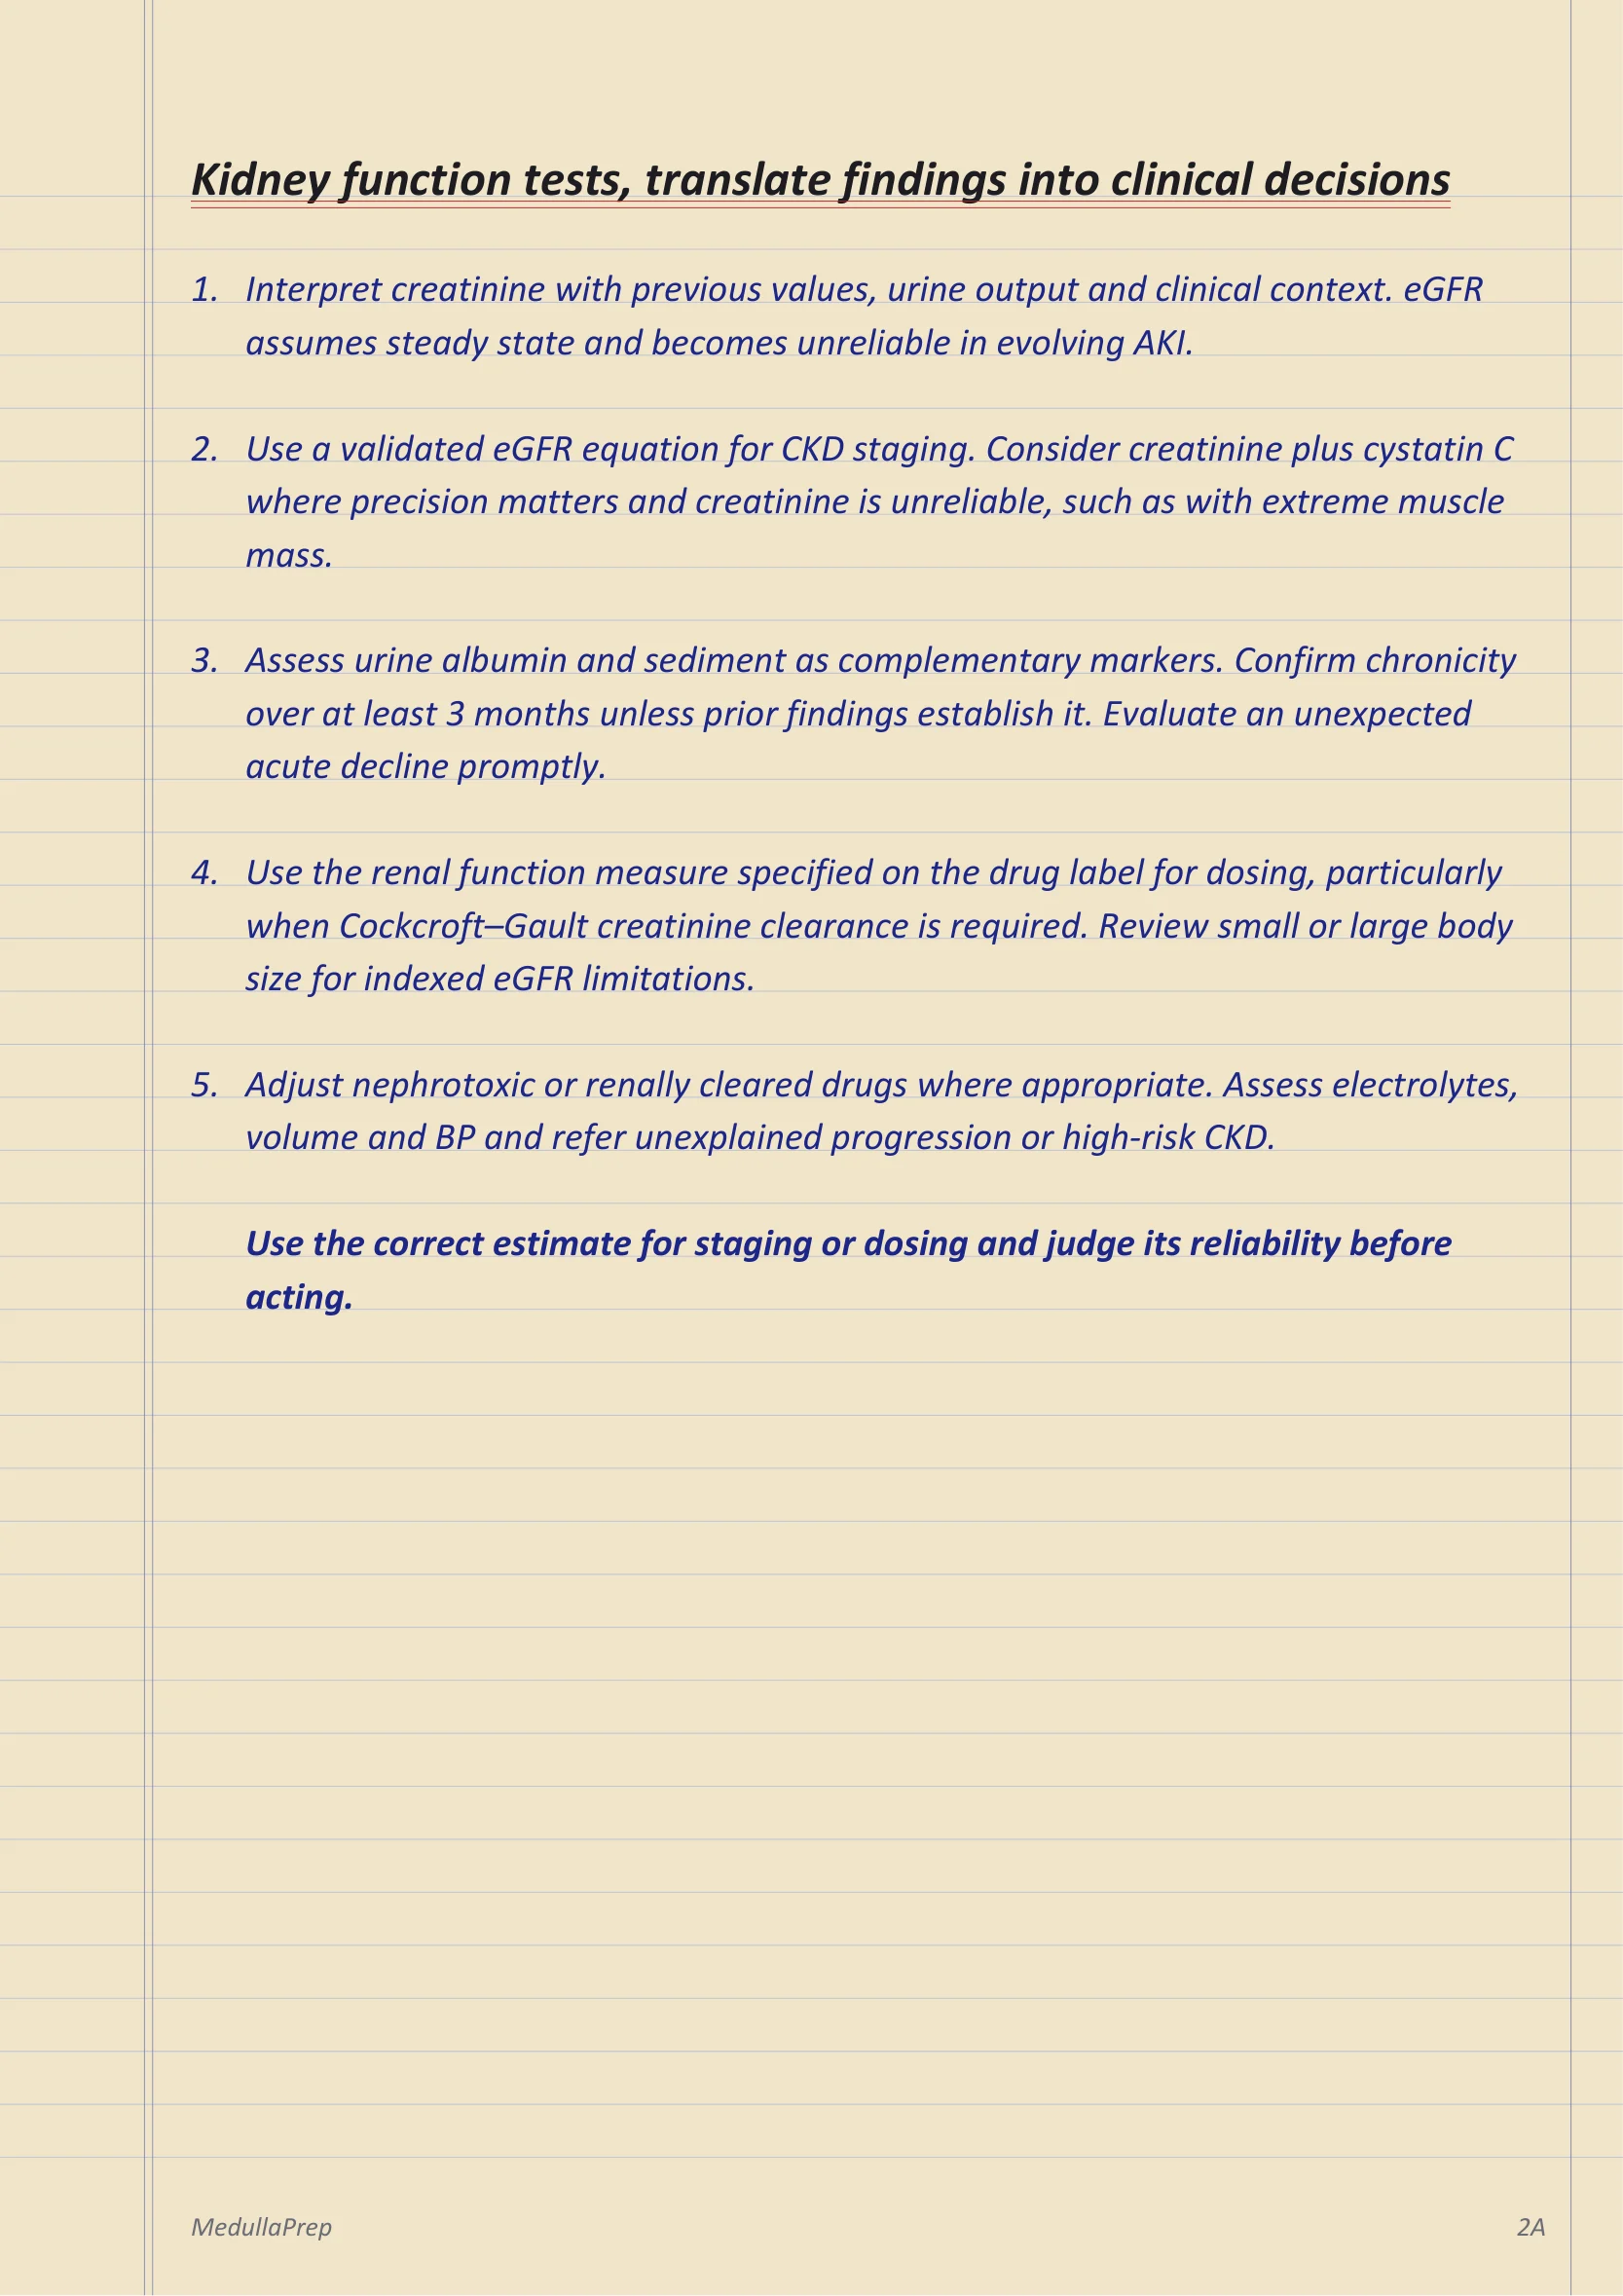 Kidney function tests, translate findings into clinical decisions
1. Interpret creatinine with previous values, urine output and clinical context. eGFR
assumes steady state and becomes unreliable in evolving AKI.
2. Use a validated eGFR equation for CKD staging. Consider creatinine plus cystatin C
where precision matters and creatinine is unreliable, such as with extreme muscle
mass.
3. Assess urine albumin and sediment as complementary markers. Confirm chronicity
over at least 3 months unless prior findings establish it. Evaluate an unexpected
acute decline promptly.
4. Use the renal function measure specified on the drug label for dosing, particularly
when Cockcroft–Gault creatinine clearance is required. Review small or large body
size for indexed eGFR limitations.
5. Adjust nephrotoxic or renally cleared drugs where appropriate. Assess electrolytes,
volume and BP and refer unexplained progression or high-risk CKD.
Use the correct estimate for staging or dosing and judge its reliability before
acting.
MedullaPrep 2A